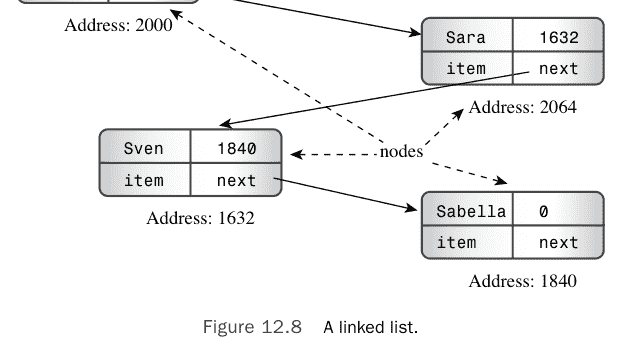 Address: 2000
Sara 1632
item next
Address: 2064
Sven 1840
item next
nodes
Address: 1632
Sabella 0
item next
Address: 1840
Figure 12.8 A linked list.